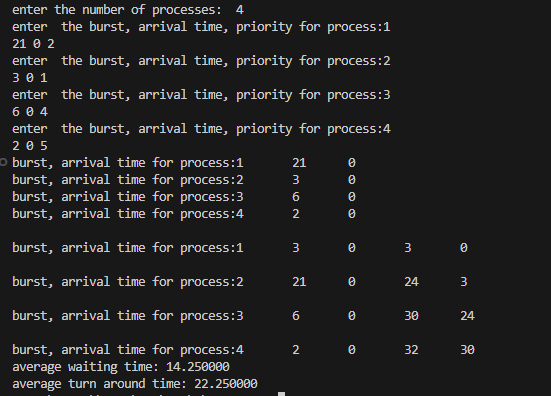 enter the number of processes:  4
enter  the burst, arrival time, priority for process:1
21 0 2
enter  the burst, arrival time, priority for process:2
3 0 1
enter  the burst, arrival time, priority for process:3
6 0 4
enter  the burst, arrival time, priority for process:4
2 0 5
burst, arrival time for process:1       21      0
burst, arrival time for process:2       3       0
burst, arrival time for process:3       6       0
burst, arrival time for process:4       2       0
burst, arrival time for process:1       3       0       3       0
burst, arrival time for process:2       21      0       24      3
burst, arrival time for process:3       6       0       30      24
burst, arrival time for process:4       2       0       32      30
average waiting time: 14.250000
average turn around time: 22.250000